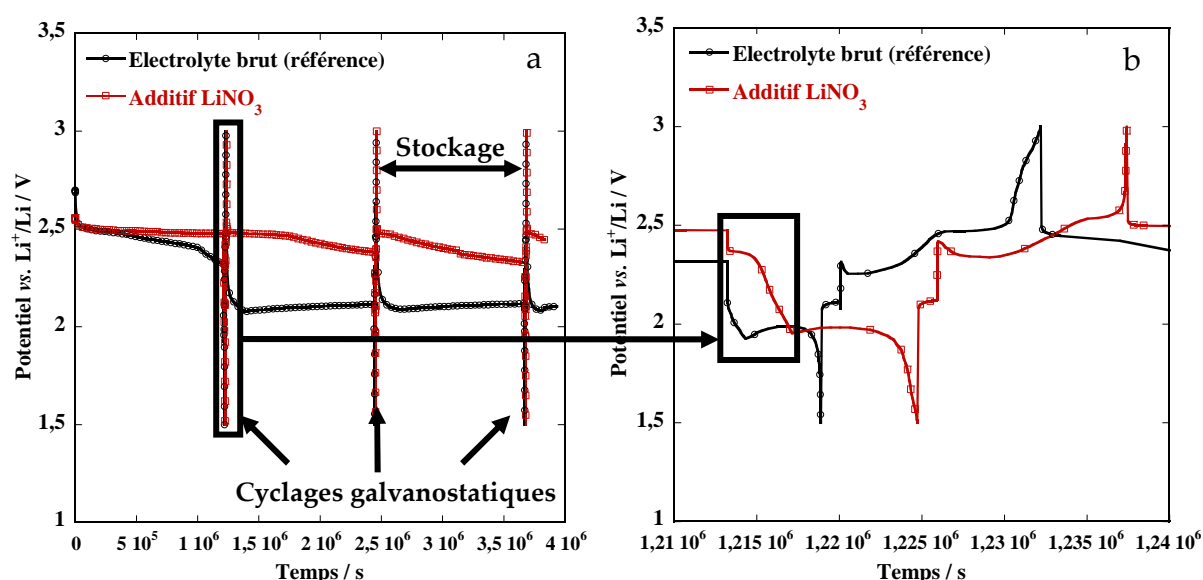 3,5
Electrolyte brut (référence)
a
Additif LiNO3
3
Stockage
2,5
2
1,5
Cyclages galvanostatiques
1
0
5 10^5
1 10^6
1,5 10^6
2 10^6
2,5 10^6
3 10^6
3,5 10^6
4 10^6
Temps / s
Potentiel vs. Li+/Li / V
3,5
Electrolyte brut (référence)
b
Additif LiNO3
3
2,5
2
1,5
1
1,21 10^6
1,215 10^6
1,22 10^6
1,225 10^6
1,23 10^6
1,235 10^6
1,24 10^6
Temps / s
Potentiel vs. Li+/Li / V